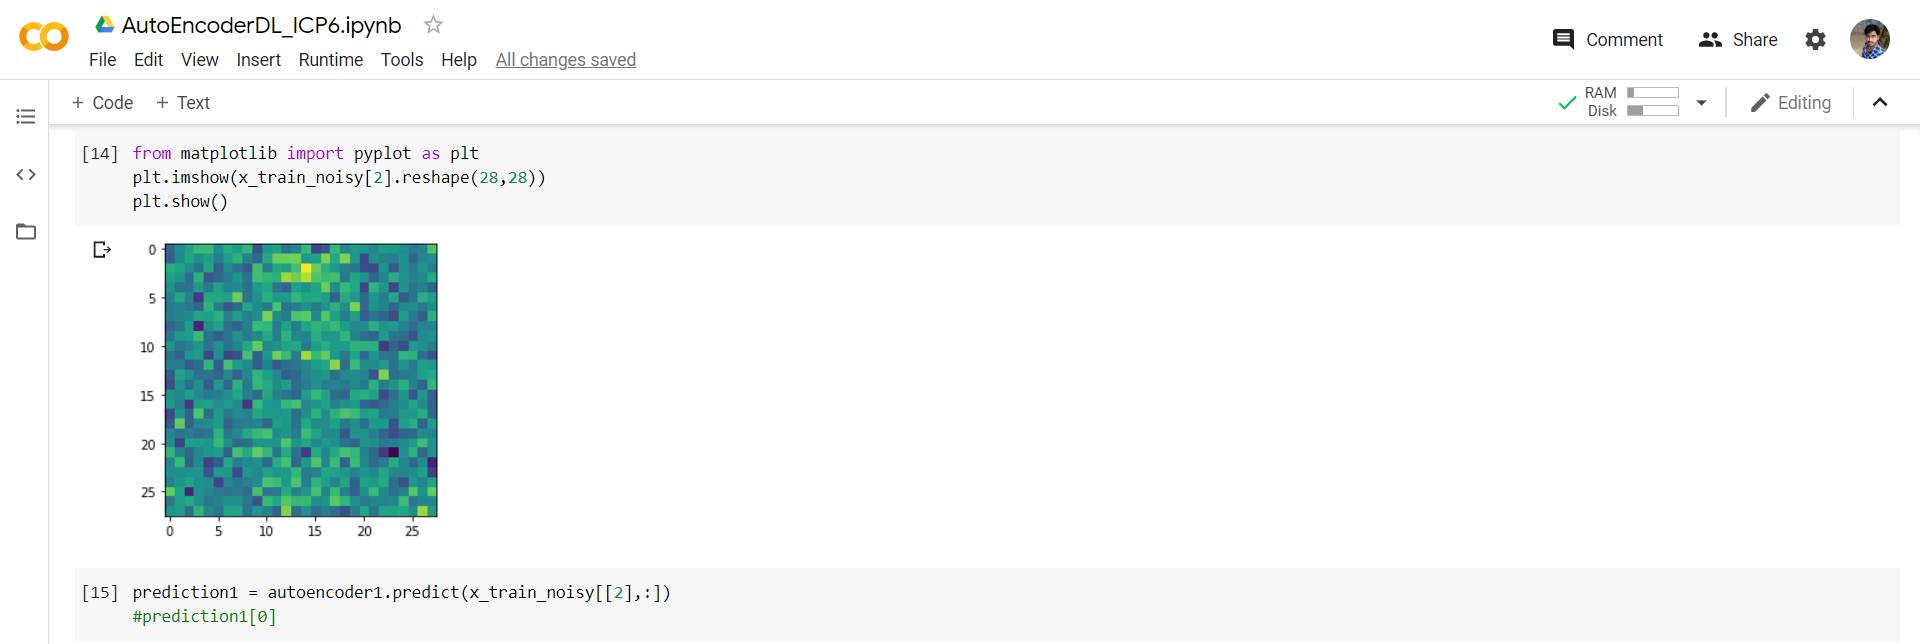 AutoEncoderDL_ICP6.ipynb
File Edit View Insert Runtime Tools Help All changes saved
Comment Share
+ Code + Text
RAM
Disk
Editing
[14] from matplotlib import pyplot as plt
plt.imshow(x_train_noisy[2].reshape(28,28))
plt.show()
0
5
10
15
20
25
0 5 10 15 20 25
[15] prediction1 = autoencoder1.predict(x_train_noisy[[2],:])
#prediction1[0]